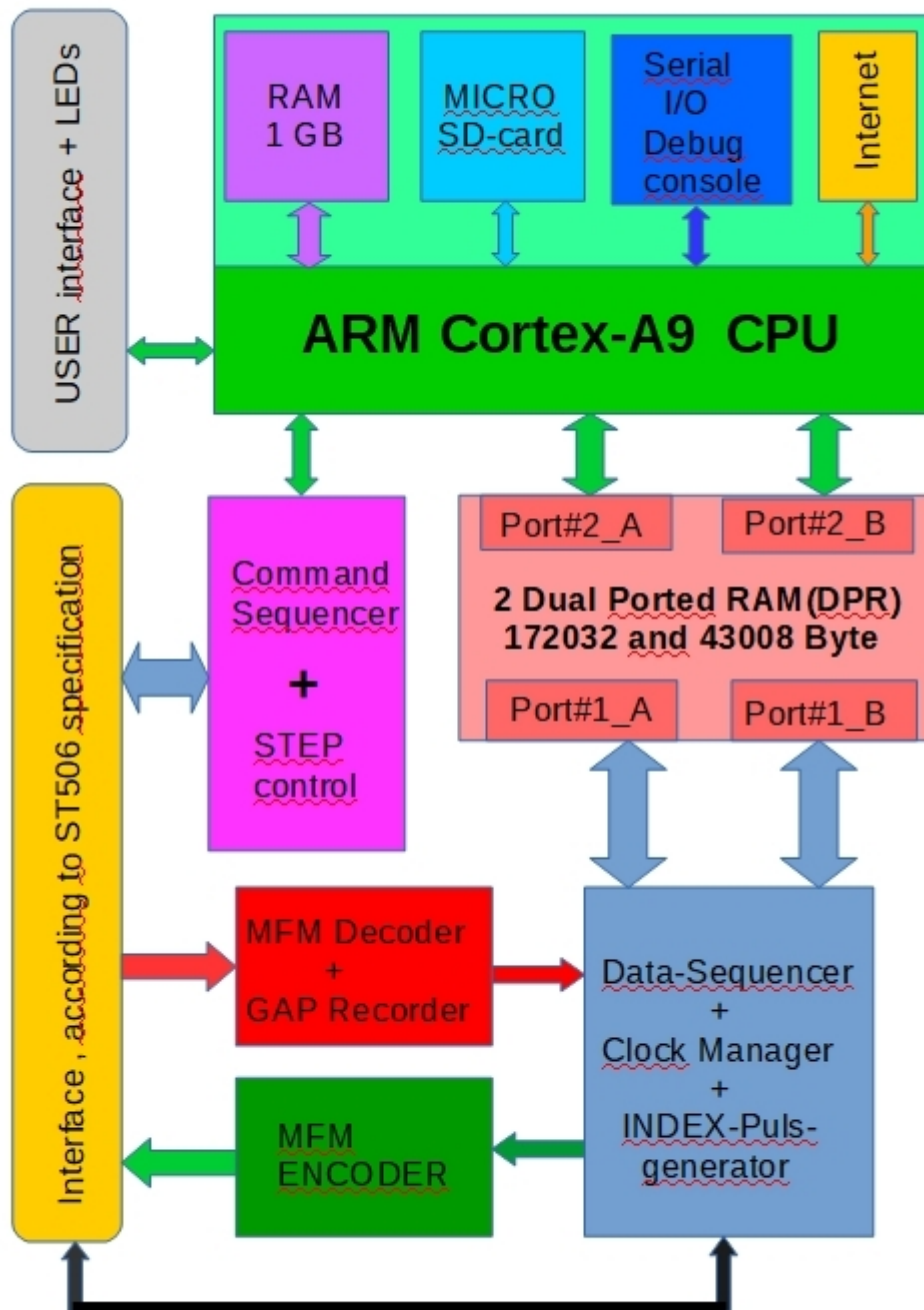 USER interface + LEDs
RAM
1 GB
MICRO
SD-card
Serial
I/O
Debug
console
Internet
ARM Cortex-A9 CPU
Interface , according to ST506 specification
Command
Sequencer
+
STEP
control
Port#2_A
Port#2_B
2 Dual Ported RAM(DPR)
172032 and 43008 Byte
Port#1_A
Port#1_B
MFM Decoder
+
GAP Recorder
Data-Sequencer
+
Clock Manager
+
INDEX-Puls-
generator
MFM
ENCODER